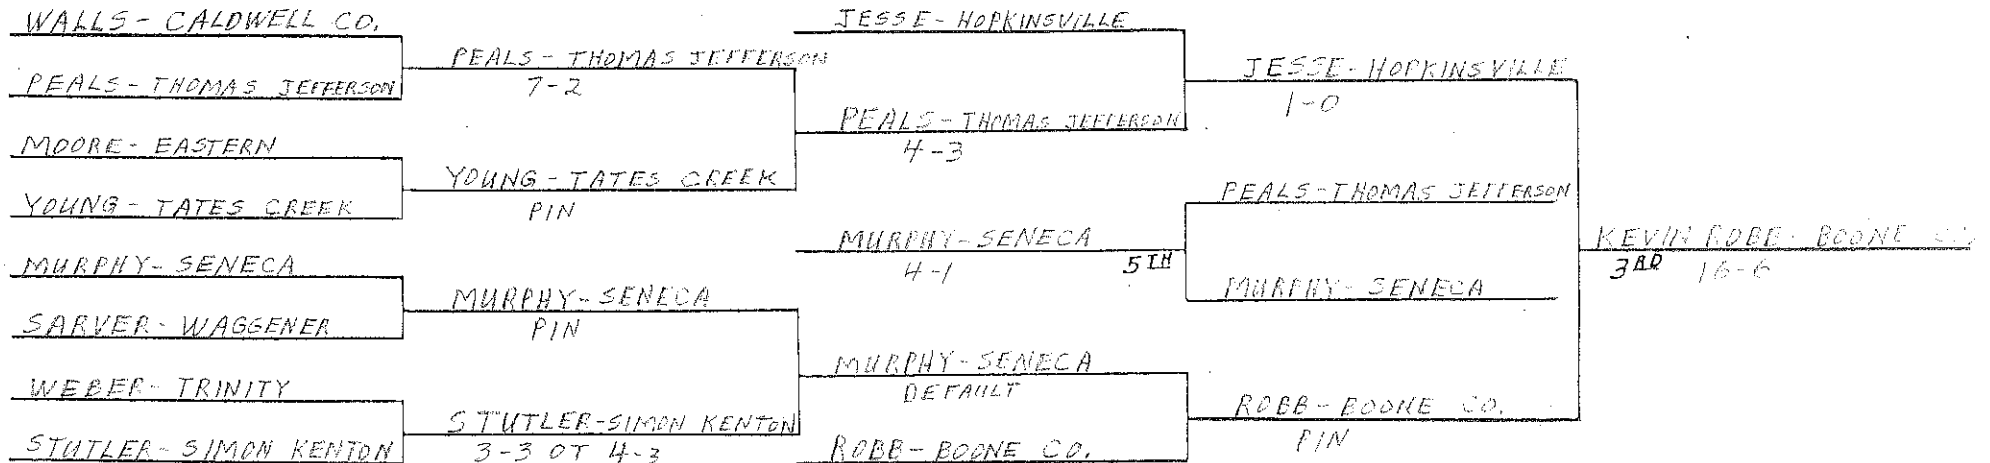 WALLS - CALDWELL CO.
PEALS - THOMAS JEFFERSON
MOORE - EASTERN
YOUNG - TATES CREEK
MURPHY - SENECA
SARVER - WAGGENER
WEBER - TRINITY
STUTLER - SIMON KENTON
PEALS - THOMAS JEFFERSON
7-2
YOUNG - TATES CREEK
PIN
MURPHY - SENECA
PIN
STUTLER - SIMON KENTON
3-3 OT 4-3
JESSE - HOPKINSVILLE
PEALS - THOMAS JEFFERSON
4-3
MURPHY - SENECA
4-1
5TH
MURPHY - SENECA
DEFAULT
ROBB - BOONE CO.
JESSE - HOPKINSVILLE
1-0
PEALS - THOMAS JEFFERSON
MURPHY - SENECA
ROBB - BOONE CO.
PIN
KEVIN ROBB - BOONE CO.
3RD 16-6